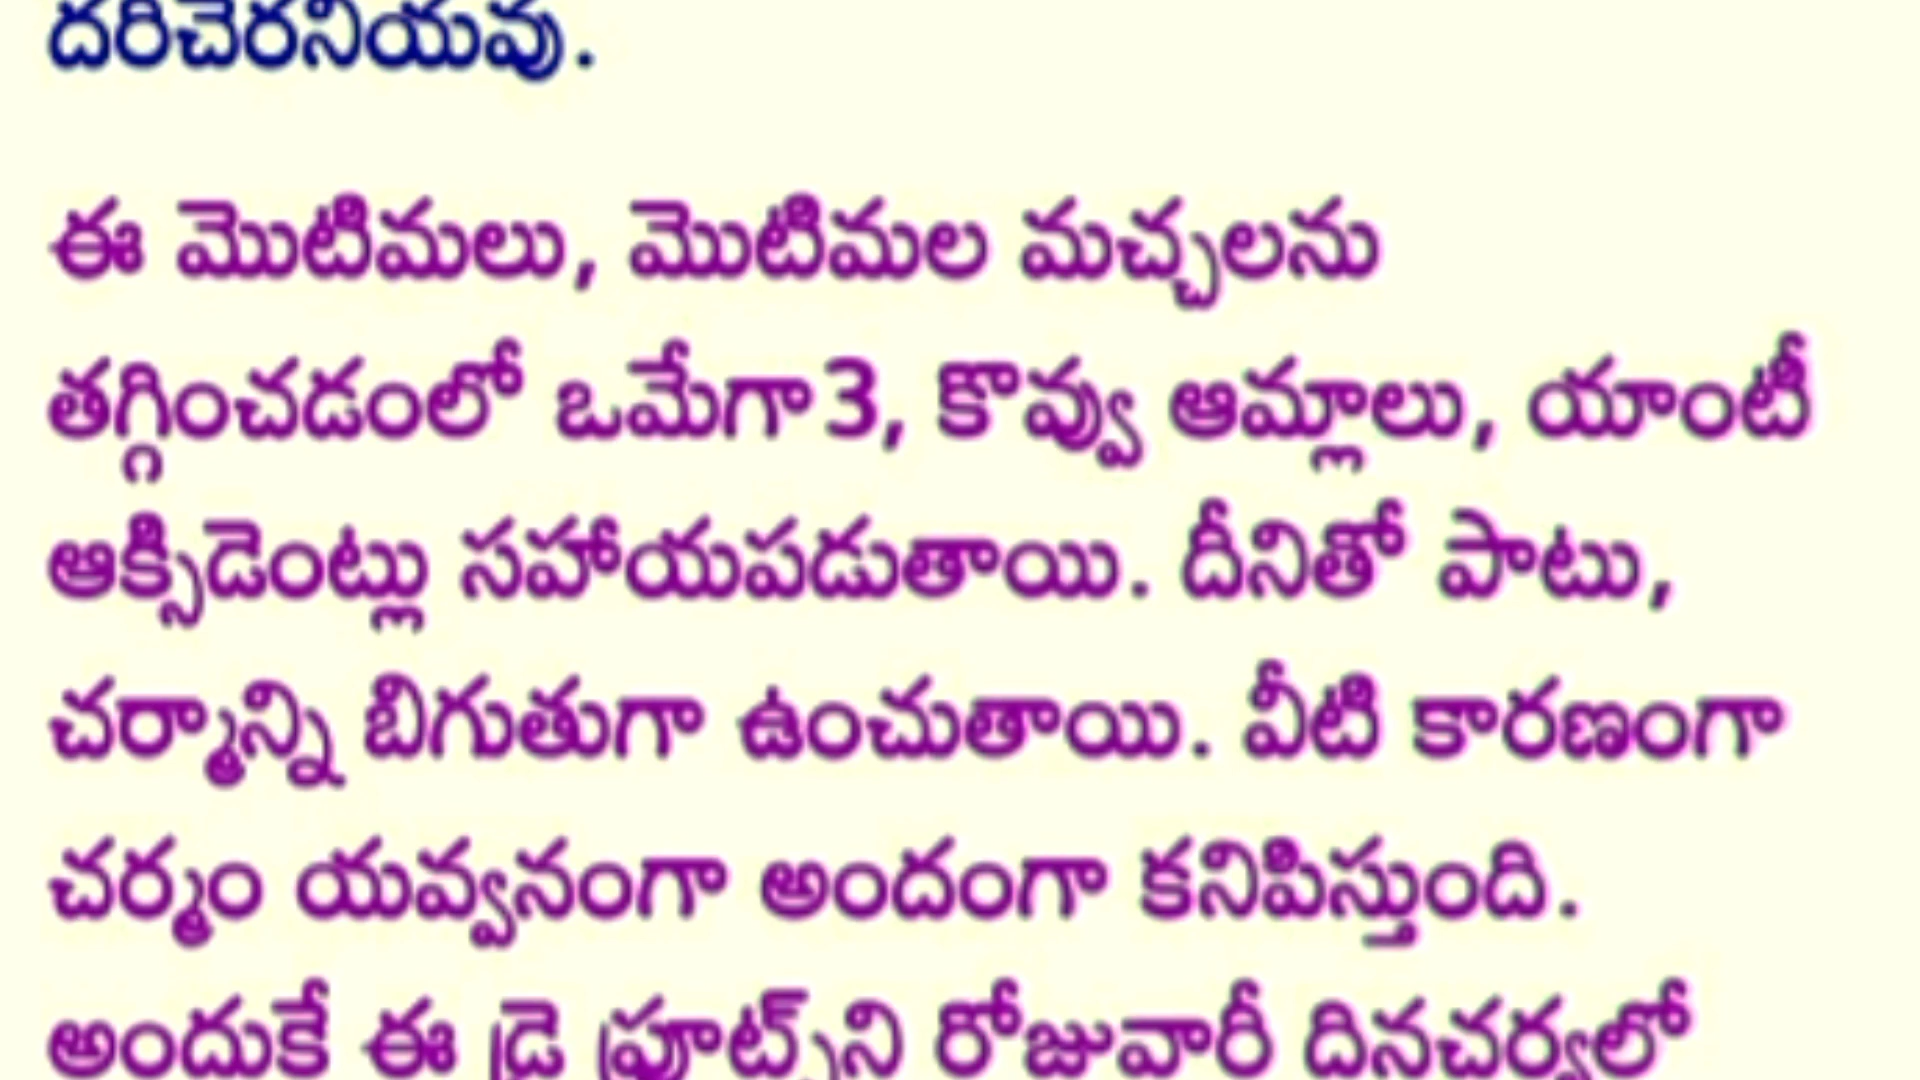 దరిచేరనీయవు.
ఈ మొటిమలు, మొటిమల మచ్చలను
తగ్గించడంలో ఒమేగా3, కొవ్వు ఆమ్లాలు, యాంటీ
ఆక్సిడెంట్లు సహాయపడుతాయి. దీనితో పాటు,
చర్మాన్ని బిగుతుగా ఉంచుతాయి. వీటి కారణంగా
చర్మం యవ్వనంగా అందంగా కనిపిస్తుంది.
అందుకే ఈ డ్రై ఫ్రూట్స్‌ని రోజువారీ దినచర్యలో